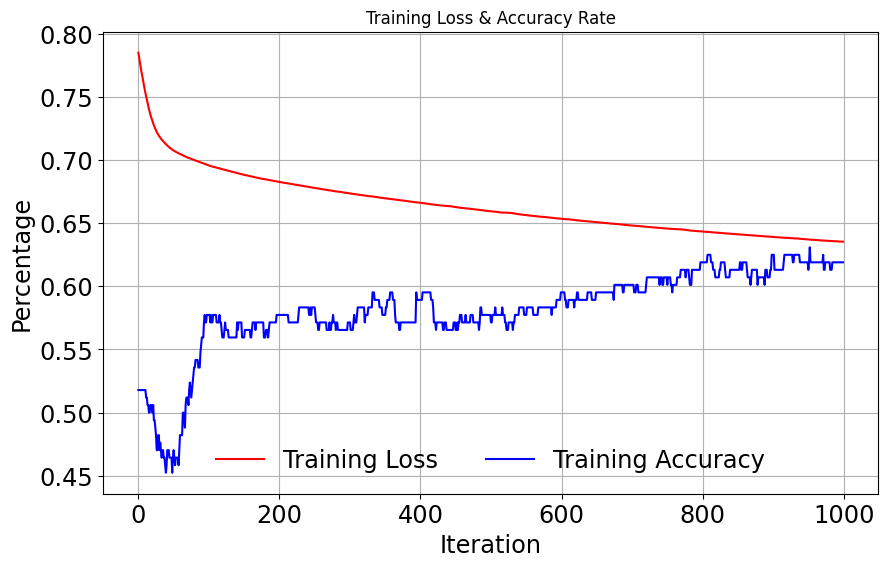 Training Loss & Accuracy Rate
0.80
0.75
0.70
0.65
0.60
0.55
0.50
0.45
Percentage
Training Loss
Training Accuracy
0 200 400 600 800 1000
Iteration